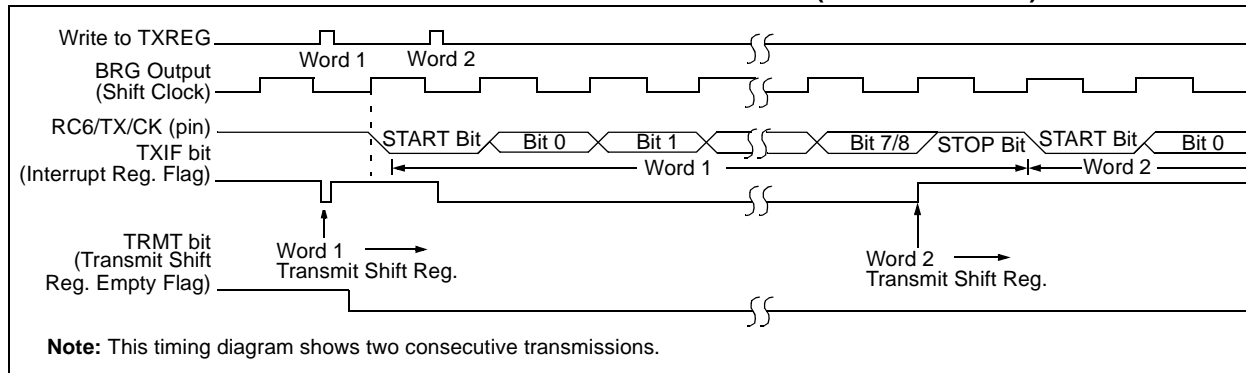 Write to TXREG
Word 1
Word 2
BRG Output
(Shift Clock)
RC6/TX/CK (pin)
START Bit
Bit 0
Bit 1
Bit 7/8
STOP Bit
START Bit
Bit 0
Word 1
Word 2
TXIF bit
(Interrupt Reg. Flag)
Word 1
Transmit Shift Reg.
Word 2
Transmit Shift Reg.
TRMT bit
(Transmit Shift
Reg. Empty Flag)
Note: This timing diagram shows two consecutive transmissions.